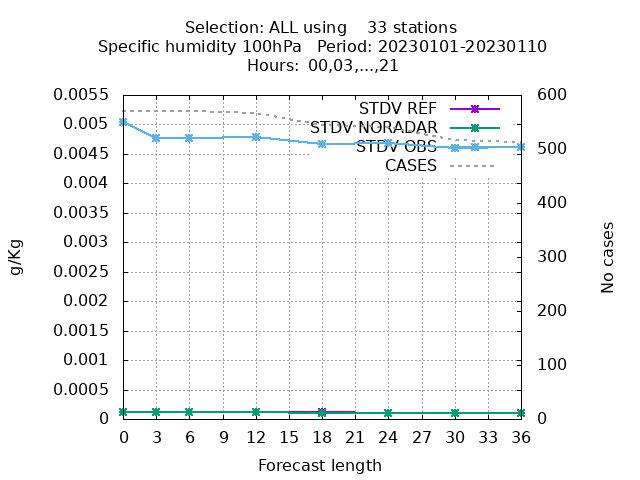 Selection: ALL using    33 stations
Specific humidity 100hPa   Period: 20230101-20230110
Hours:  00,03,...,21
STDV REF
STDV NORADAR
STDV OBS
CASES
0.0055
0.005
0.0045
0.004
0.0035
0.003
0.0025
0.002
0.0015
0.001
0.0005
0
600
500
400
300
200
100
0
g/Kg
No cases
0 3 6 9 12 15 18 21 24 27 30 33 36
Forecast length